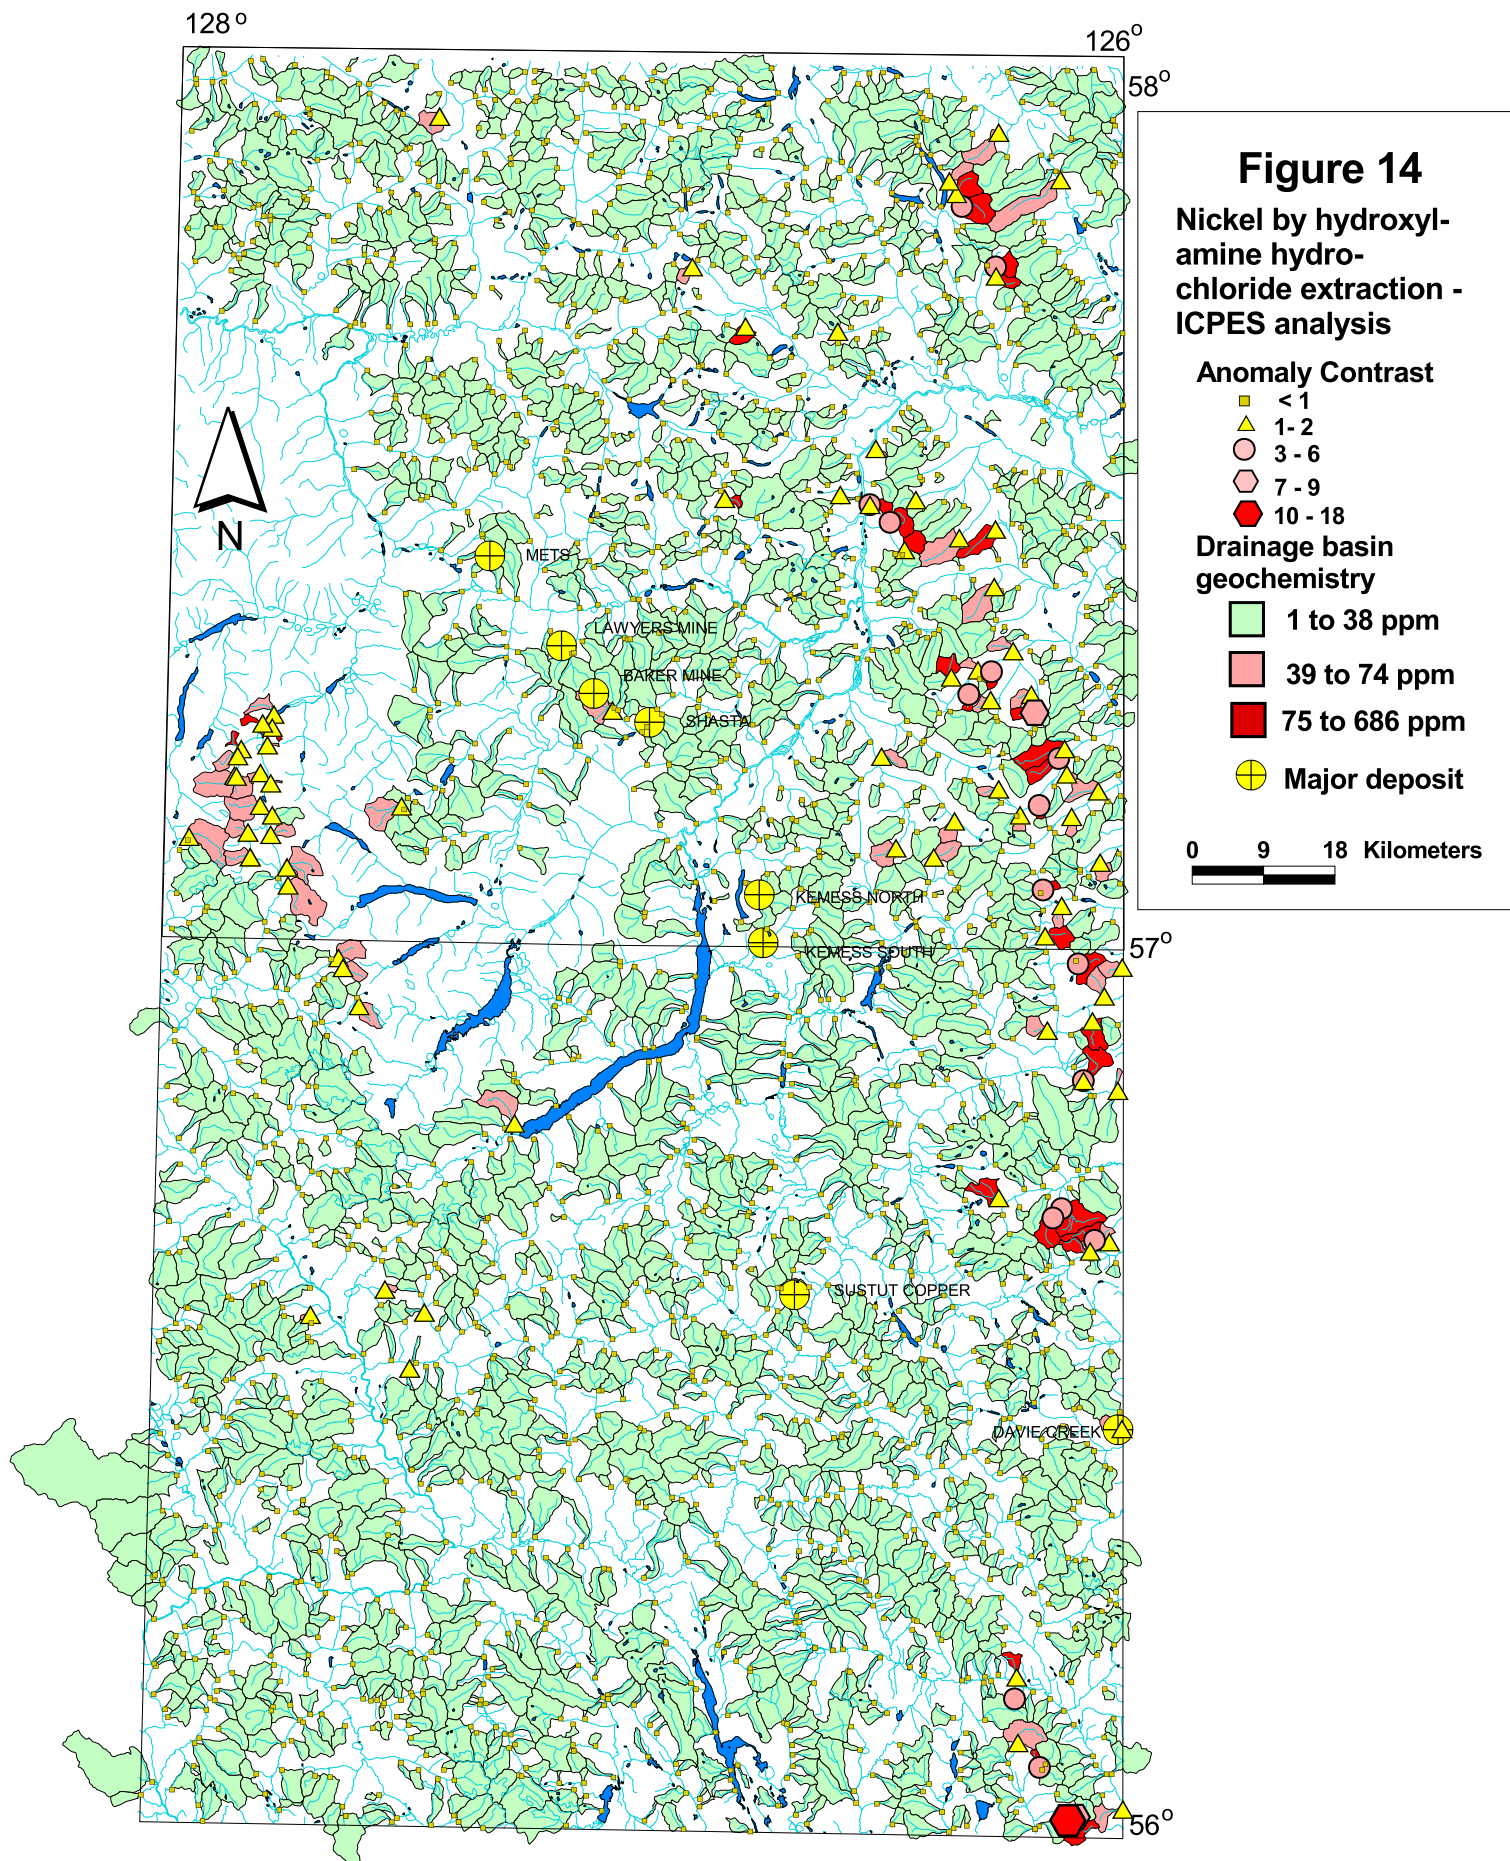 128 o
126 o
58 o
Figure 14
Nickel by hydroxyl-
amine hydro-
chloride extraction -
ICPES analysis
Anomaly Contrast
< 1
1- 2
3 - 6
7 - 9
10 - 18
Drainage basin
geochemistry
1 to 38 ppm
39 to 74 ppm
75 to 686 ppm
Major deposit
0 9 18 Kilometers
N
METS
LAWYERS MINE
BAKER MINE
SHASTA
KEMESS NORTH
57 o
KEMESS SOUTH
SUSTUT COPPER
DAVIE CREEK
56 o